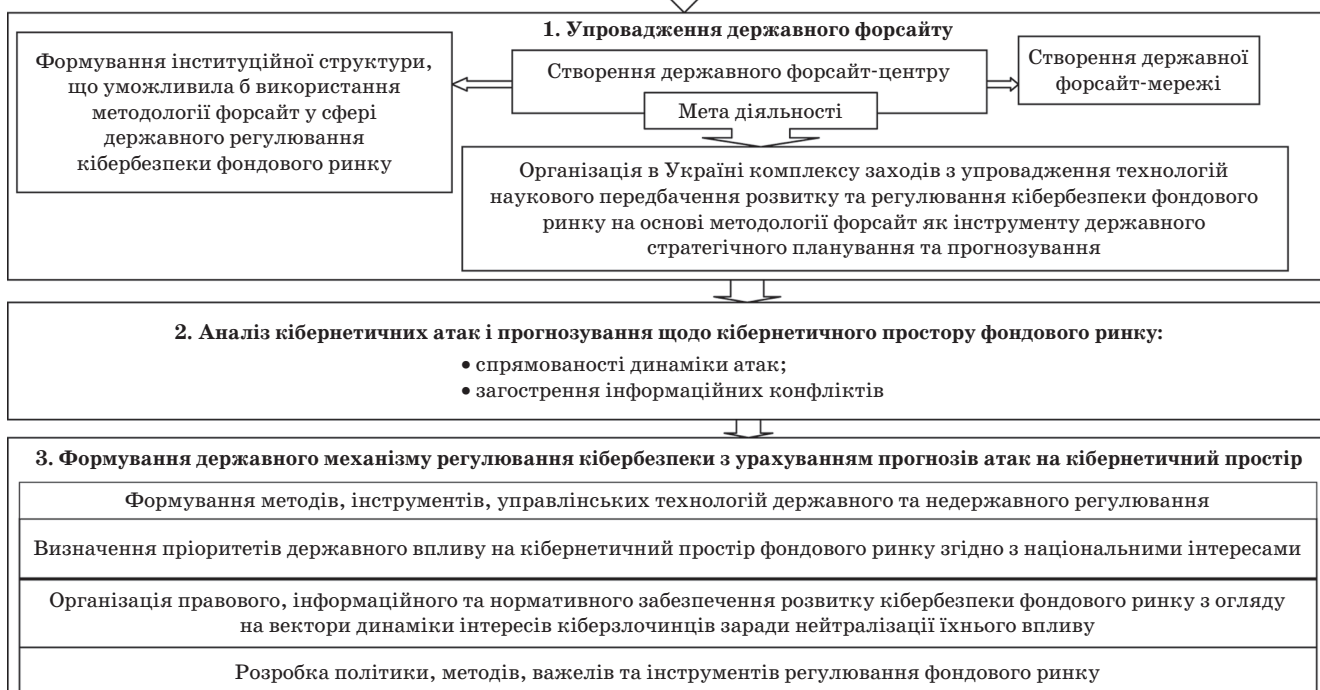 1. Упровадження державного форсайту
Формування інституційної структури,
що уможливила б використання
методології форсайт у сфері
державного регулювання
кібербезпеки фондового ринку
Створення державного форсайт-центру
Мета діяльності
Створення державної
форсайт-мережі
Організація в Україні комплексу заходів з упровадження технологій
наукового передбачення розвитку та регулювання кібербезпеки фондового
ринку на основі методології форсайт як інструменту державного
стратегічного планування та прогнозування
2. Аналіз кібернетичних атак і прогнозування щодо кібернетичного простору фондового ринку:
• спрямованості динаміки атак;
• загострення інформаційних конфліктів
3. Формування державного механізму регулювання кібербезпеки з урахуванням прогнозів атак на кібернетичний простір
Формування методів, інструментів, управлінських технологій державного та недержавного регулювання
Визначення пріоритетів державного впливу на кібернетичний простір фондового ринку згідно з національними інтересами
Організація правового, інформаційного та нормативного забезпечення розвитку кібербезпеки фондового ринку з огляду
на вектори динаміки інтересів кіберзлочинців заради нейтралізації їхнього впливу
Розробка політики, методів, важелів та інструментів регулювання фондового ринку